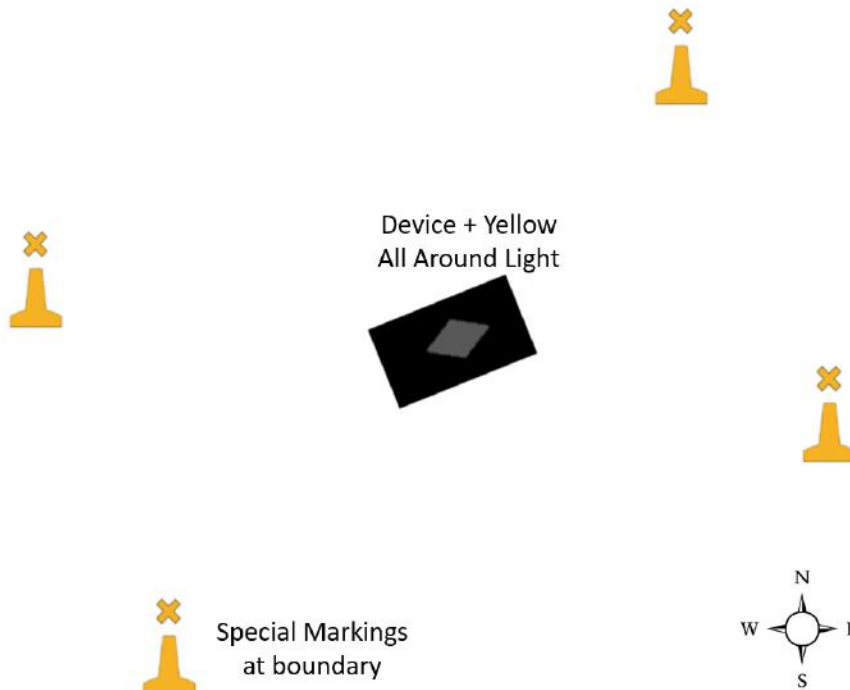 Device + Yellow
All Around Light
Special Markings
at boundary
N
W
S